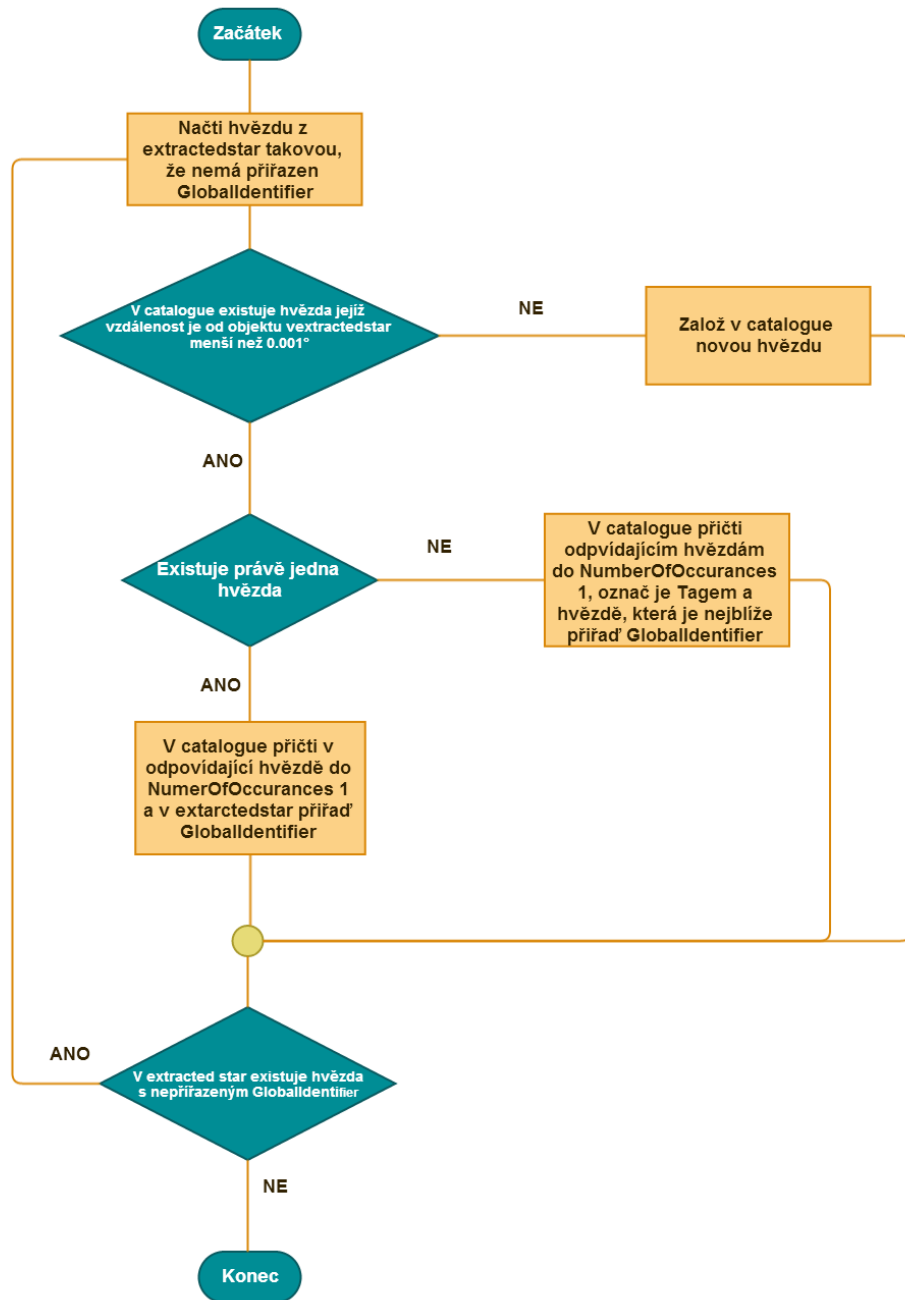 Začátek
Načti hvězdu z
extractedstar takovou,
že nemá přiřazen
GlobalIdentifier
V catalogue existuje hvězda jejíž
vzdálenost je od objektu vextractedstar
menší než 0.001°
NE
Založ v catalogue
novou hvězdu
ANO
Existuje právě jedna
hvězda
NE
V catalogue přičti
odpvídajícím hvězdám
do NumberOfOccurances
1, označ je Tagem a
hvězdě, která je nejblíže
přiřaď GlobalIdentifier
ANO
V catalogue přičti v
odpovídající hvězdě do
NumerOfOccurances 1
a v extarctedstar přiřaď
GlobalIdentifier
ANO
V extracted star existuje hvězda
s nepřířazeným GlobalIdentifier
NE
Konec